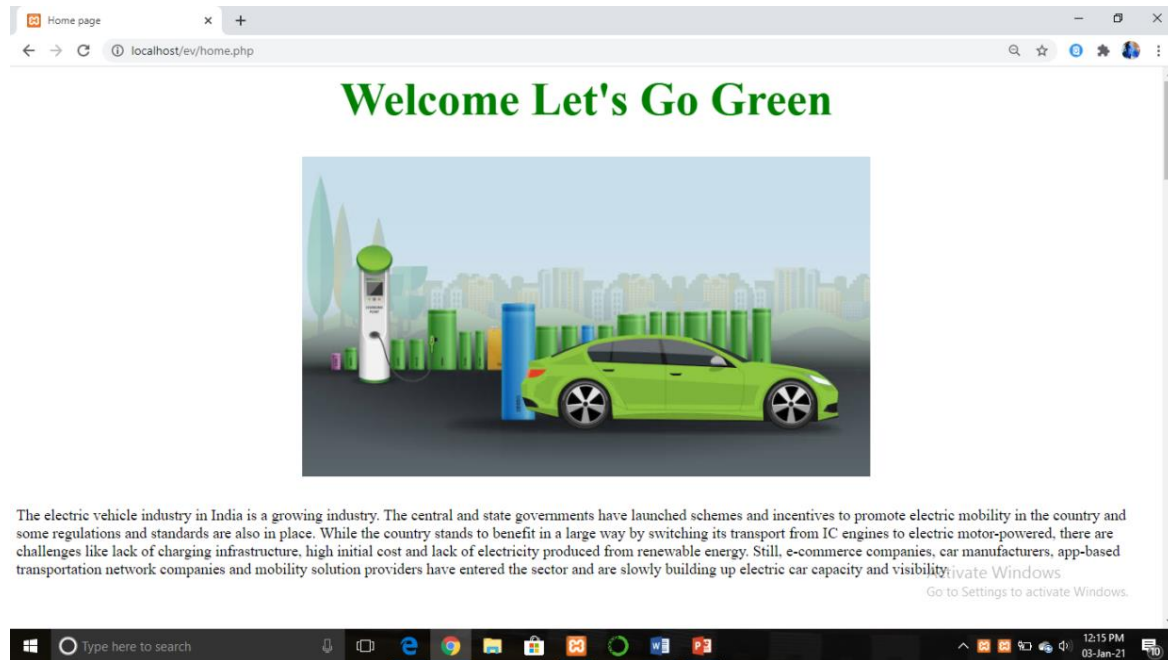 Home page
localhost/ev/home.php
Welcome Let's Go Green
The electric vehicle industry in India is a growing industry. The central and state governments have launched schemes and incentives to promote electric mobility in the country and
some regulations and standards are also in place. While the country stands to benefit in a large way by switching its transport from IC engines to electric motor-powered, there are
challenges like lack of charging infrastructure, high initial cost and lack of electricity produced from renewable energy. Still, e-commerce companies, car manufacturers, app-based
transportation network companies and mobility solution providers have entered the sector and are slowly building up electric car capacity and visibility
Activate Windows
Go to Settings to activate Windows.
Type here to search
12:15 PM
03-Jan-21